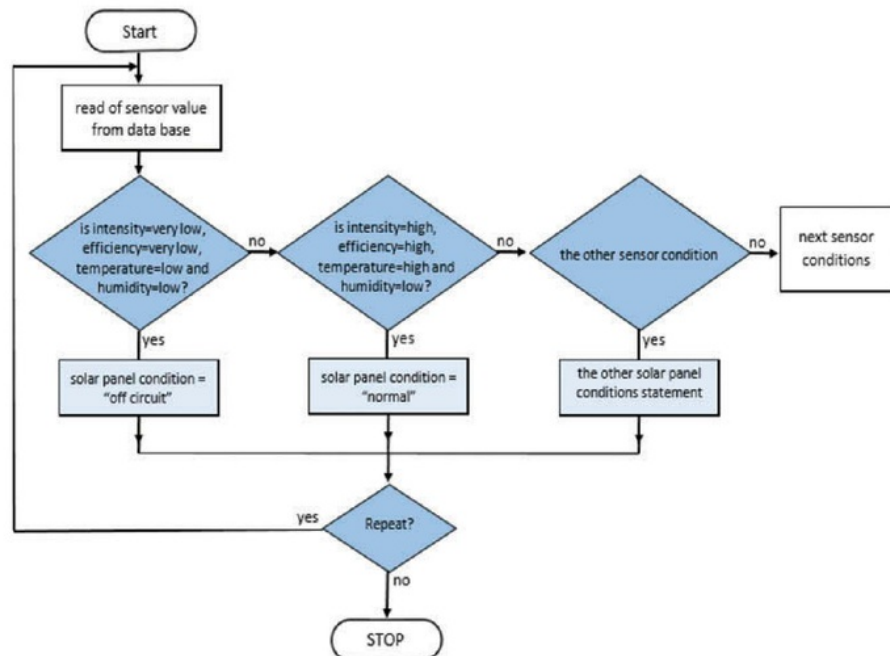 Start
read of sensor value
from data base
is intensity=very low,
efficiency=very low,
temperature=low and
humidity=low?
no
is intensity=high,
efficiency=high,
temperature=high and
humidity=low?
no
the other sensor condition
no
next sensor
conditions
yes
yes
yes
solar panel condition =
“off circuit”
solar panel condition =
“normal”
the other solar panel
conditions statement
yes
Repeat?
no
STOP